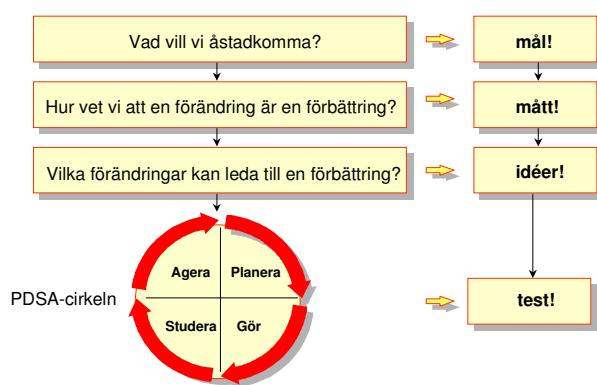 Vad vill vi åstadkomma?
mål!
Hur vet vi att en förändring är en förbättring?
mått!
Vilka förändringar kan leda till en förbättring?
idéer!
Agera
Planera
PDSA-cirkeln
test!
Studera
Gör